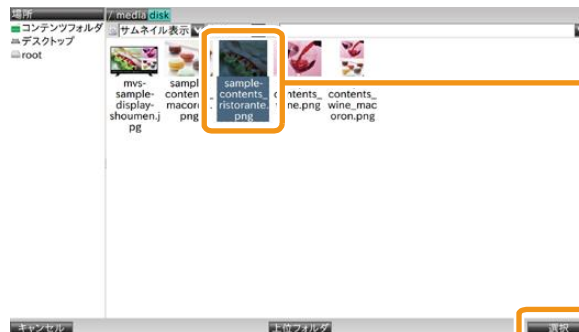 場所
/ media disk
コンテンツフォルダ
デスクトップ
root
サムネイル表示
mvs-
sample-
display-
shoumen.j
pg
sampl
conten
macor
png
sample-
contents_
ristorante.
png
ntents_
ne.png
contents_
wine_mac
oron.png
キャンセル
上位フォルダ
選択